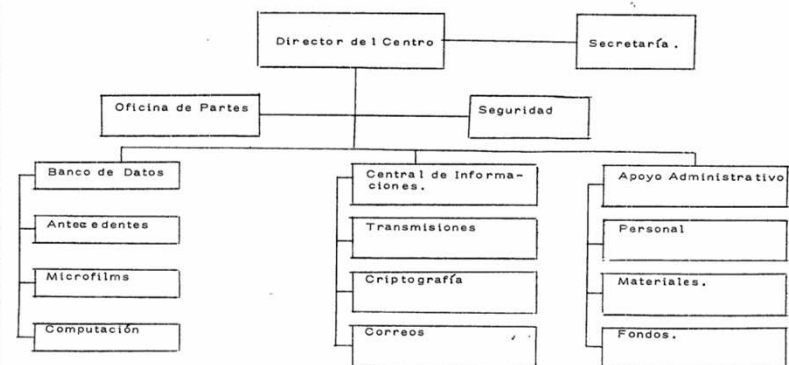 Director del Centro
Secretaría.
Oficina de Partes
Seguridad
Banco de Datos
Antecedentes
Microfilms
Computación
Central de Informa-
ciones.
Transmisiones
Criptografía
Correos
Apoyo Administrativo
Personal
Materiales.
Fondos.